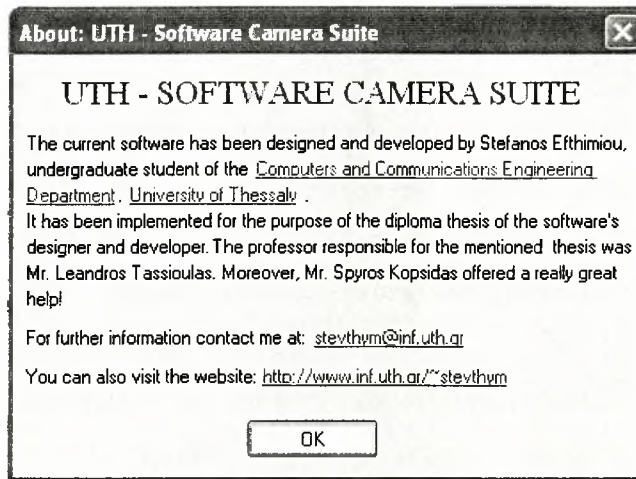 About: UTH - Software Camera Suite
UTH - SOFTWARE CAMERA SUITE
The current software has been designed and developed by Stefanos Efthimiou,
undergraduate student of the Computers and Communications Engineering
Department, University of Thessaly .
It has been implemented for the purpose of the diploma thesis of the software's
designer and developer. The professor responsible for the mentioned thesis was
Mr. Leandros Tassioulas. Moreover, Mr. Spyros Kopsidas offered a really great
help!
For further information contact me at: stevthym@inf.uth.gr
You can also visit the website: http://www.inf.uth.gr/~stevthym
OK